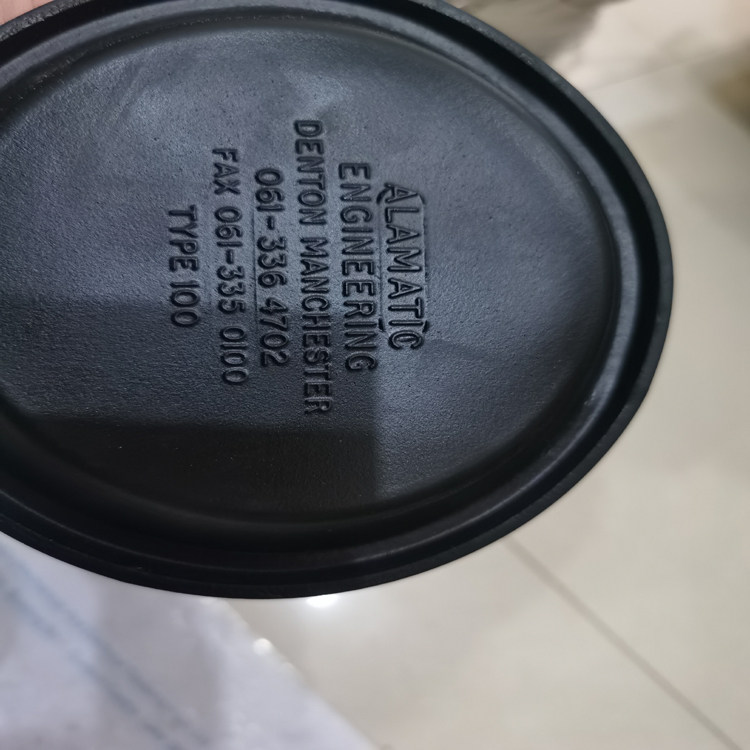 ALAMATIC
ENGINEERING
DENTON MANCHESTER
061-336 4702
FAX 061-335 0100
TYPE 100